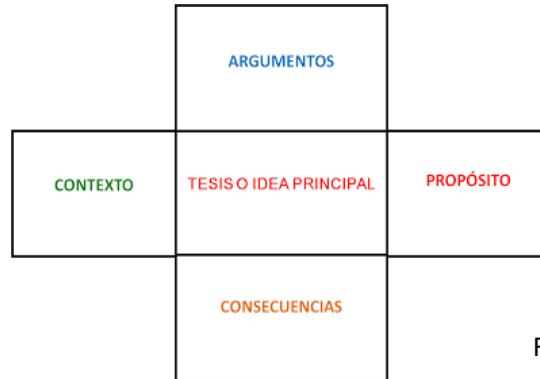 ARGUMENTOS
CONTEXTO
TESIS O IDEA PRINCIPAL
PROPÓSITO
CONSECUENCIAS